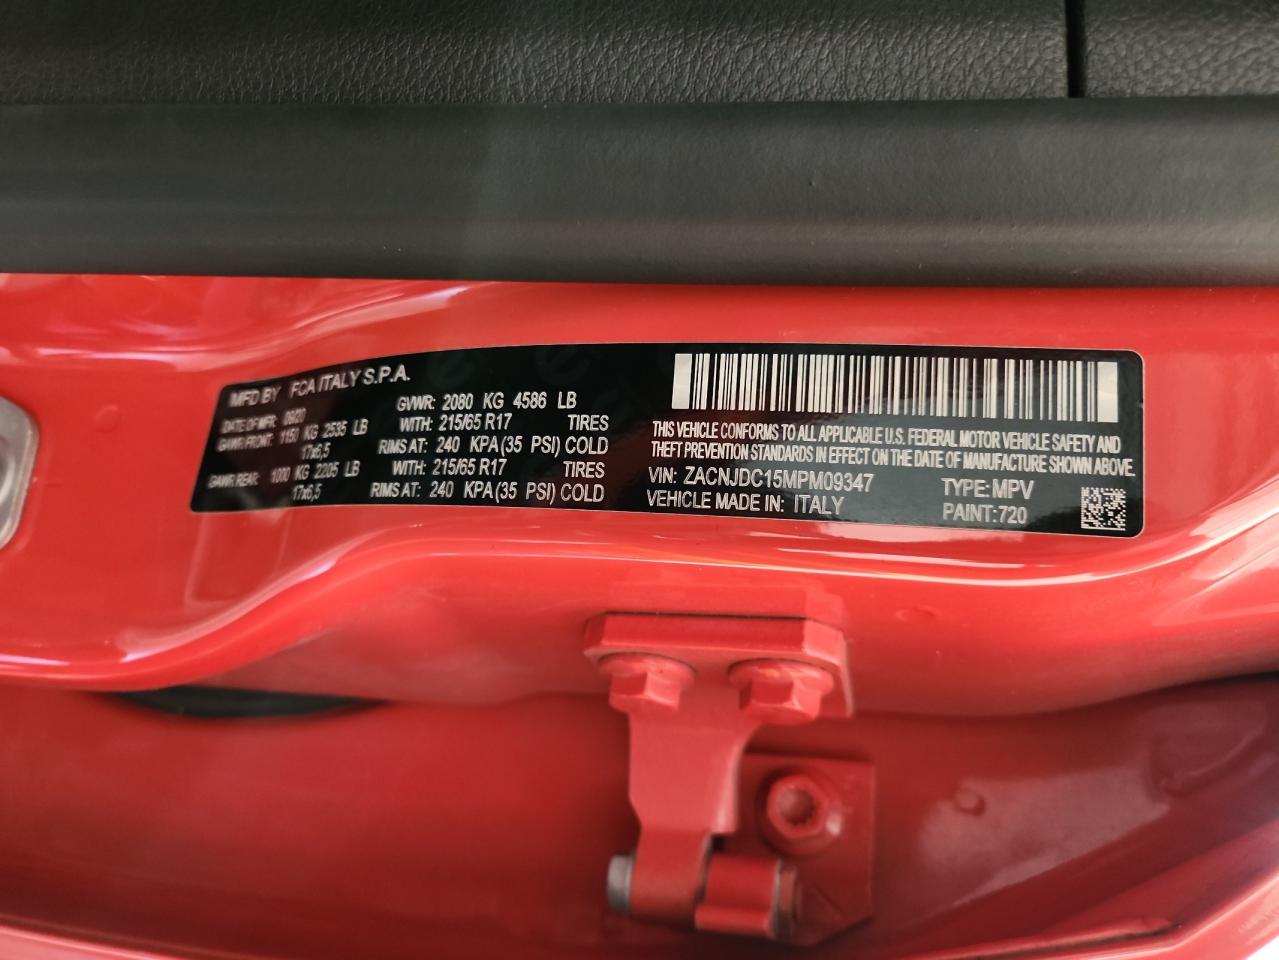 MFD BY FCA ITALY S.P.A.
DATE OF MFR: 0620 GVWR: 2080 KG 4586 LB
GAWR FRONT: 1150 KG 2535 LB WITH: 215/65 R17 TIRES
17x6,5 RIMS AT: 240 KPA(35 PSI) COLD
GAWR REAR: 1000 KG 2205 LB WITH: 215/65 R17 TIRES
17x6,5 RIMS AT: 240 KPA(35 PSI) COLD
THIS VEHICLE CONFORMS TO ALL APPLICABLE U.S. FEDERAL MOTOR VEHICLE SAFETY AND
THEFT PREVENTION STANDARDS IN EFFECT ON THE DATE OF MANUFACTURE SHOWN ABOVE.
VIN: ZACNJDC15MPM09347 TYPE: MPV
VEHICLE MADE IN: ITALY PAINT: 720